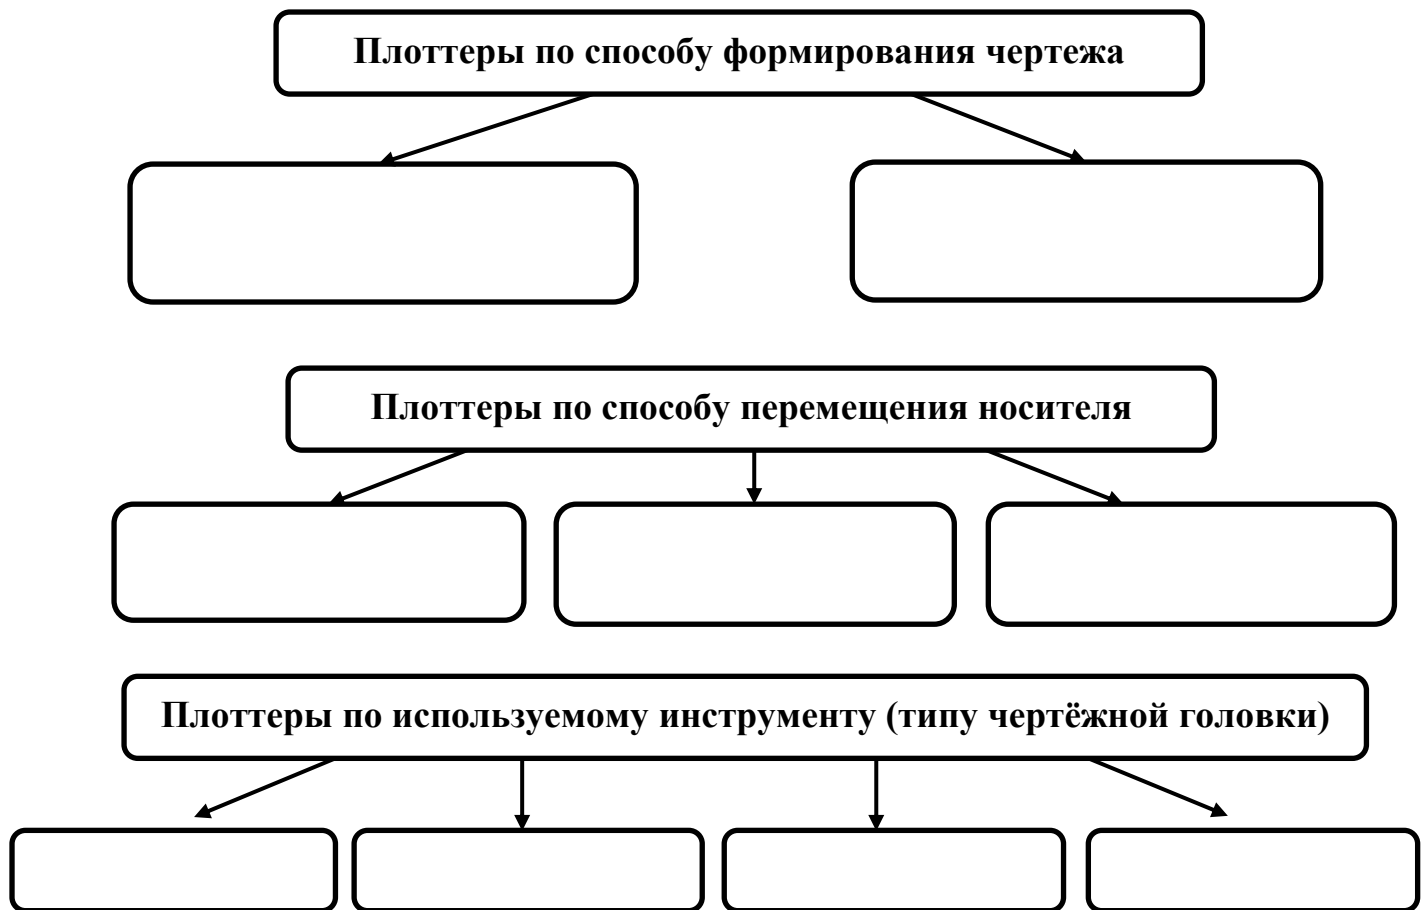 Плоттеры по способу формирования чертежа
Плоттеры по способу перемещения носителя
Плоттеры по используемому инструменту (типу чертёжной головки)